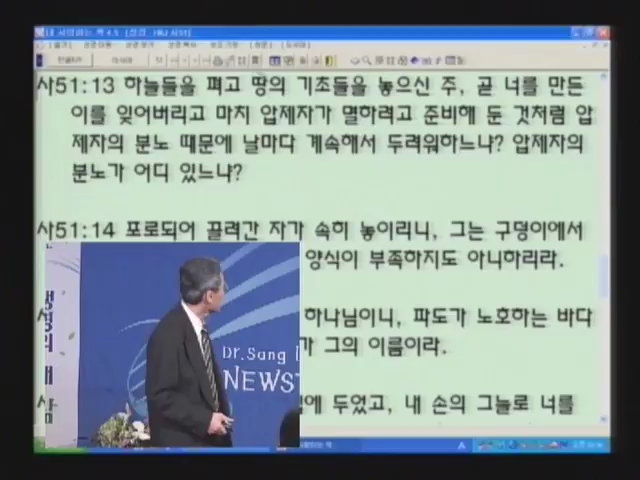 사51:13 하늘들을 펴고 땅의 기초들을 놓으신 주, 곧 너를 만든
이를 잊어버리고 마치 압제자가 멸하려고 준비해 둔 것처럼 압
제자의 분노 때문에 날마다 계속해서 두려워하느냐? 압제자의
분노가 어디 있느냐?
사51:14 포로되어 끌려간 자가 속히 놓이리니, 그는 구덩이에서
양식이 부족하지도 아니하리라.
하나님이니, 파도가 노호하는 바다
가 그의 이름이라.
에 두었고, 내 손의 그늘로 너를
Dr.Sang
NEWST